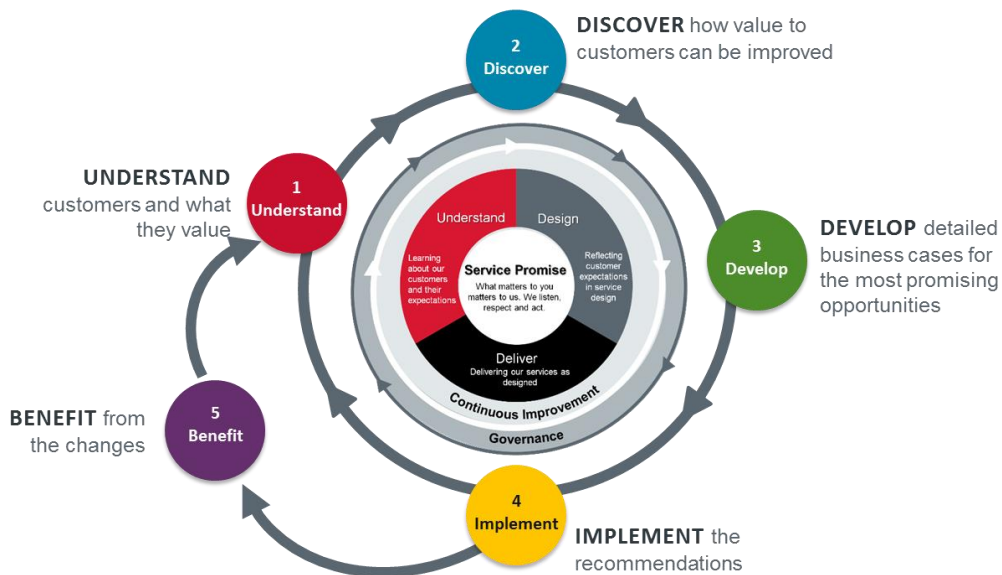 2
Discover
DISCOVER how value to
customers can be improved
1
Understand
UNDERSTAND
customers and what
they value
3
Develop
DEVELOP detailed
business cases for
the most promising
opportunities
Understand
Learning
about our
customers
and their
expectations
Design
Reflecting
customer
expectations
in service
design
Service Promise
What matters to you
matters to us. We listen,
respect and act.
Deliver
Delivering our services as
designed
Continuous Improvement
Governance
4
Implement
IMPLEMENT the
recommendations
5
Benefit
BENEFIT from
the changes